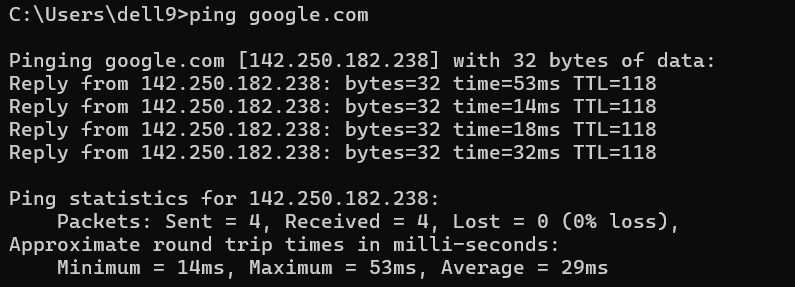 C:\Users\dell9>ping google.com
Pinging google.com [142.250.182.238] with 32 bytes of data:
Reply from 142.250.182.238: bytes=32 time=53ms TTL=118
Reply from 142.250.182.238: bytes=32 time=14ms TTL=118
Reply from 142.250.182.238: bytes=32 time=18ms TTL=118
Reply from 142.250.182.238: bytes=32 time=32ms TTL=118
Ping statistics for 142.250.182.238:
Packets: Sent = 4, Received = 4, Lost = 0 (0% loss),
Approximate round trip times in milli-seconds:
Minimum = 14ms, Maximum = 53ms, Average = 29ms